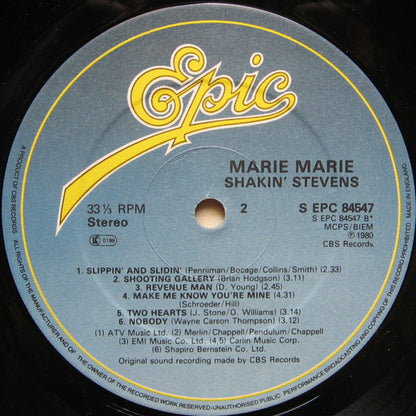 Epic
MARIE MARIE
SHAKIN' STEVENS
33⅓ RPM 2 S EPC 84547
Stereo S EPC 84547 B*
MCPS/BIEM
0199 ℗ 1980
CBS Records
1. SLIPPIN' AND SLIDIN' (Penniman/Bocage/Collins/Smith) (2.33)
2. SHOOTING GALLERY (Brian Hodgson) (3.11)
3. REVENUE MAN (D. Young) (2.45)
4. MAKE ME KNOW YOU'RE MINE (4.31)
(Schroeder/Hill)
5. TWO HEARTS (J. Stone/O. Williams) (3.14)
6. NOBODY (Wayne Carson Thompson) (3.12)
(1) ATV Music Ltd. (2) Merlin/Chappell/Pendulum/Chappell
(3) EMI Music Co. Ltd. (4,5) Carlin Music Corp.
(6) Shapiro Bernstein Co Ltd.
Original sound recording made by CBS Records
A PRODUCT OF CBS RECORDS. ALL RIGHTS OF THE MANUFACTURER AND OF THE OWNER OF THE RECORDED WORK RESERVED-UNAUTHORISED PUBLIC PERFORMANCE BROADCASTING AND COPYING OF THIS RECORD PROHIBITED. MADE IN ENGLAND.